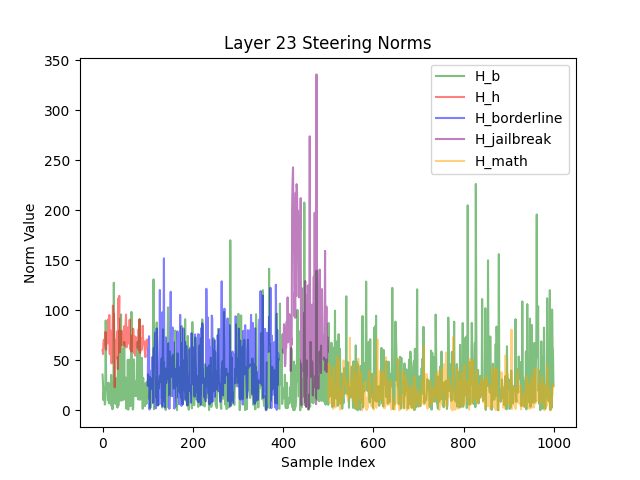 Layer 23 Steering Norms
350
300
250
200
150
100
50
0
Norm Value
H_b
H_h
H_borderline
H_jailbreak
H_math
0
200
400
600
800
1000
Sample Index